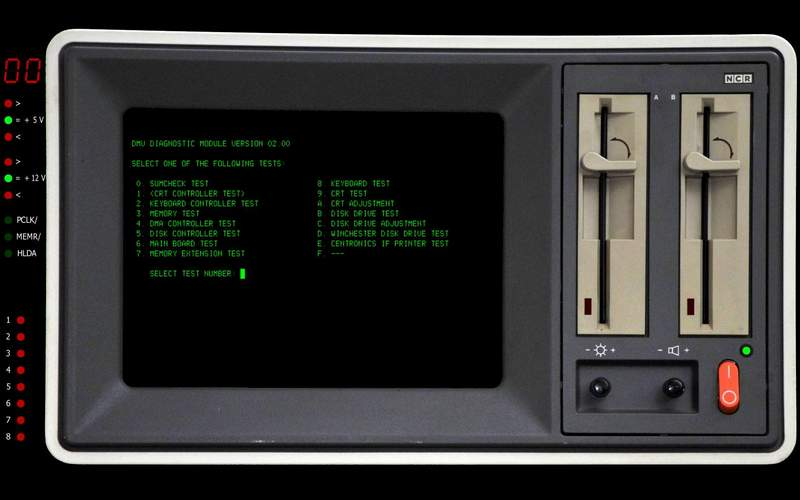 00
>
= + 5 V
<
>
= + 12 V
<
PCLK/
MEMR/
HLDA
1
2
3
4
5
6
7
8
DMV DIAGNOSTIC MODULE VERSION 02 00
SELECT ONE OF THE FOLLOWING TESTS:
0. SUMCHECK TEST
1. <CRT CONTROLLER TEST>
2. KEYBOARD CONTROLLER TEST
3. MEMORY TEST
4. DMA CONTROLLER TEST
5. DISK CONTROLLER TEST
6. MAIN BOARD TEST
7. MEMORY EXTENSION TEST
8 KEYBOARD TEST
9. CRT TEST
A. CRT ADJUSTMENT
B. DISK DRIVE TEST
C. DISK DRIVE ADJUSTMENT
D. WINCHESTER DISK DRIVE TEST
E. CENTRONICS IF PRINTER TEST
F. ---
SELECT TEST NUMBER:
NCR
A B
- +
- +